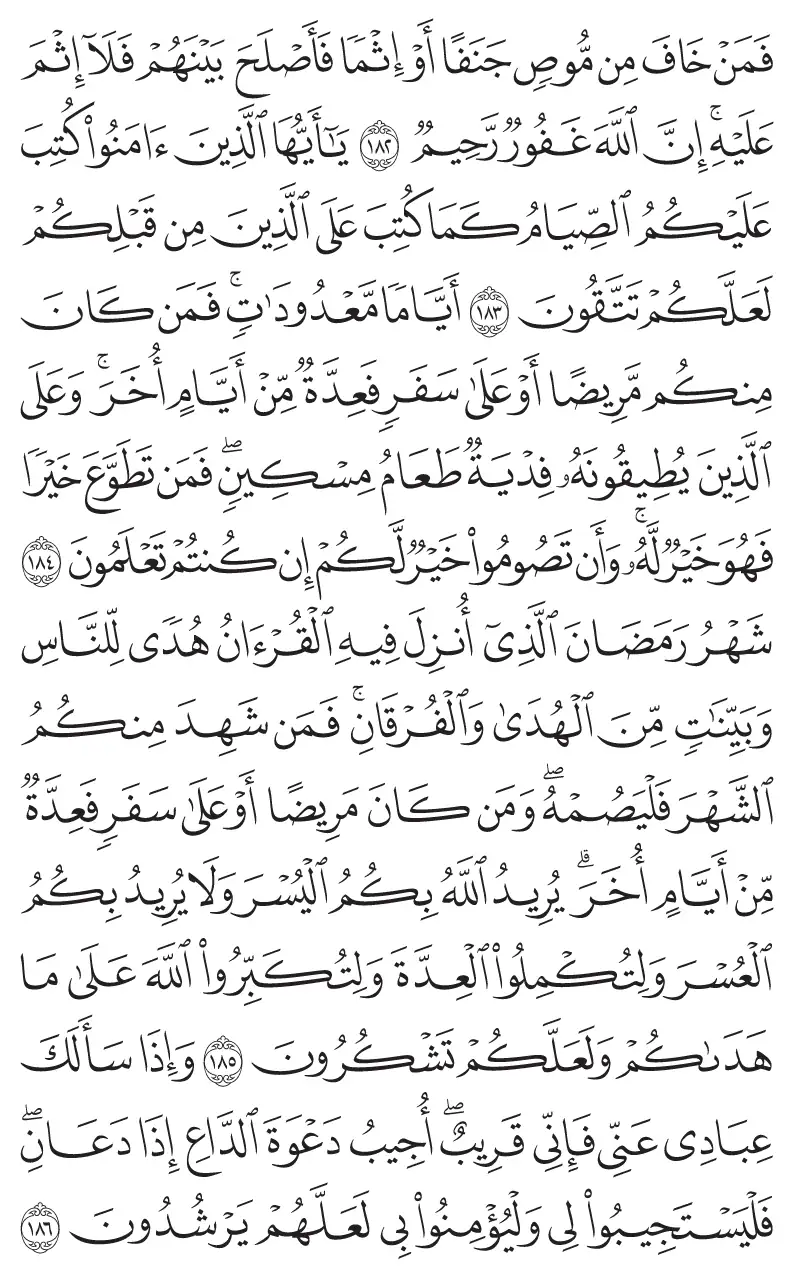 فَمَنْ خَافَ مِن مُّوصٍ جَنَفًا أَوْ إِثْمًا فَأَصْلَحَ بَيْنَهُمْ فَلَآ إِثْمَ
عَلَيْهِ ۚ إِنَّ ٱللَّهَ غَفُورٌ رَّحِيمٌ ١٨٢ يَـٰٓأَيُّهَا ٱلَّذِينَ ءَامَنُوا۟ كُتِبَ
عَلَيْكُمُ ٱلصِّيَامُ كَمَا كُتِبَ عَلَى ٱلَّذِينَ مِن قَبْلِكُمْ
لَعَلَّكُمْ تَتَّقُونَ ١٨٣ أَيَّامًا مَّعْدُودَٰتٍ ۚ فَمَن كَانَ
مِنكُم مَّرِيضًا أَوْ عَلَىٰ سَفَرٍ فَعِدَّةٌ مِّنْ أَيَّامٍ أُخَرَ ۚ وَعَلَى
ٱلَّذِينَ يُطِيقُونَهُۥ فِدْيَةٌ طَعَامُ مِسْكِينٍ ۖ فَمَن تَطَوَّعَ خَيْرًا
فَهُوَ خَيْرٌ لَّهُۥ ۚ وَأَن تَصُومُوا۟ خَيْرٌ لَّكُمْ إِن كُنتُمْ تَعْلَمُونَ ١٨٤
شَهْرُ رَمَضَانَ ٱلَّذِىٓ أُنزِلَ فِيهِ ٱلْقُرْءَانُ هُدًى لِّلنَّاسِ
وَبَيِّنَـٰتٍ مِّنَ ٱلْهُدَىٰ وَٱلْفُرْقَانِ ۚ فَمَن شَهِدَ مِنكُمُ
ٱلشَّهْرَ فَلْيَصُمْهُ ۖ وَمَن كَانَ مَرِيضًا أَوْ عَلَىٰ سَفَرٍ فَعِدَّةٌ
مِّنْ أَيَّامٍ أُخَرَ ۗ يُرِيدُ ٱللَّهُ بِكُمُ ٱلْيُسْرَ وَلَا يُرِيدُ بِكُمُ
ٱلْعُسْرَ وَلِتُكْمِلُوا۟ ٱلْعِدَّةَ وَلِتُكَبِّرُوا۟ ٱللَّهَ عَلَىٰ مَا
هَدَىٰكُمْ وَلَعَلَّكُمْ تَشْكُرُونَ ١٨٥ وَإِذَا سَأَلَكَ
عِبَادِى عَنِّى فَإِنِّى قَرِيبٌ ۖ أُجِيبُ دَعْوَةَ ٱلدَّاعِ إِذَا دَعَانِ ۖ
فَلْيَسْتَجِيبُوا۟ لِى وَلْيُؤْمِنُوا۟ بِى لَعَلَّهُمْ يَرْشُدُونَ ١٨٦